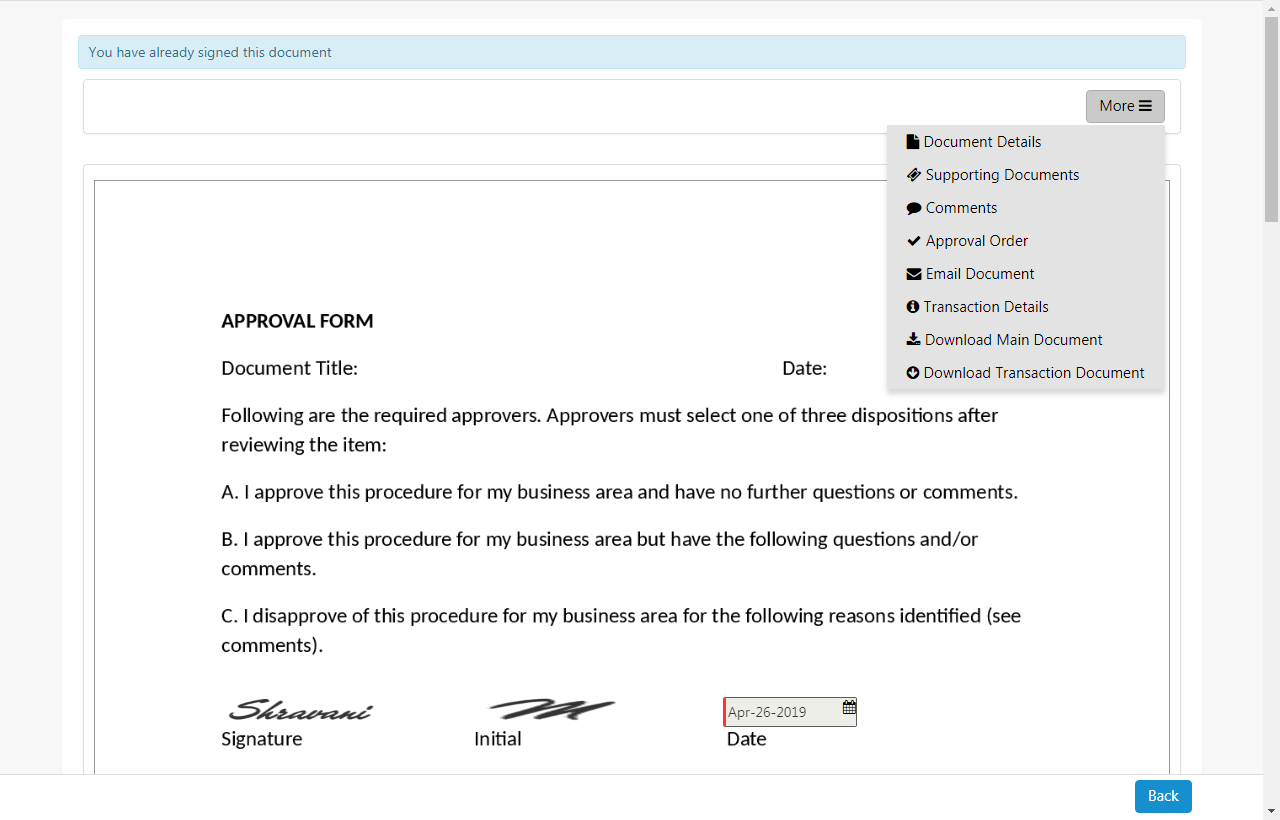 You have already signed this document
More
Document Details
Supporting Documents
Comments
Approval Order
Email Document
Transaction Details
Download Main Document
Download Transaction Document
APPROVAL FORM
Document Title: Date:
Following are the required approvers. Approvers must select one of three dispositions after
reviewing the item:
A. I approve this procedure for my business area and have no further questions or comments.
B. I approve this procedure for my business area but have the following questions and/or
comments.
C. I disapprove of this procedure for my business area for the following reasons identified (see
comments).
Shravani Apr-26-2019
Signature Initial Date
Back